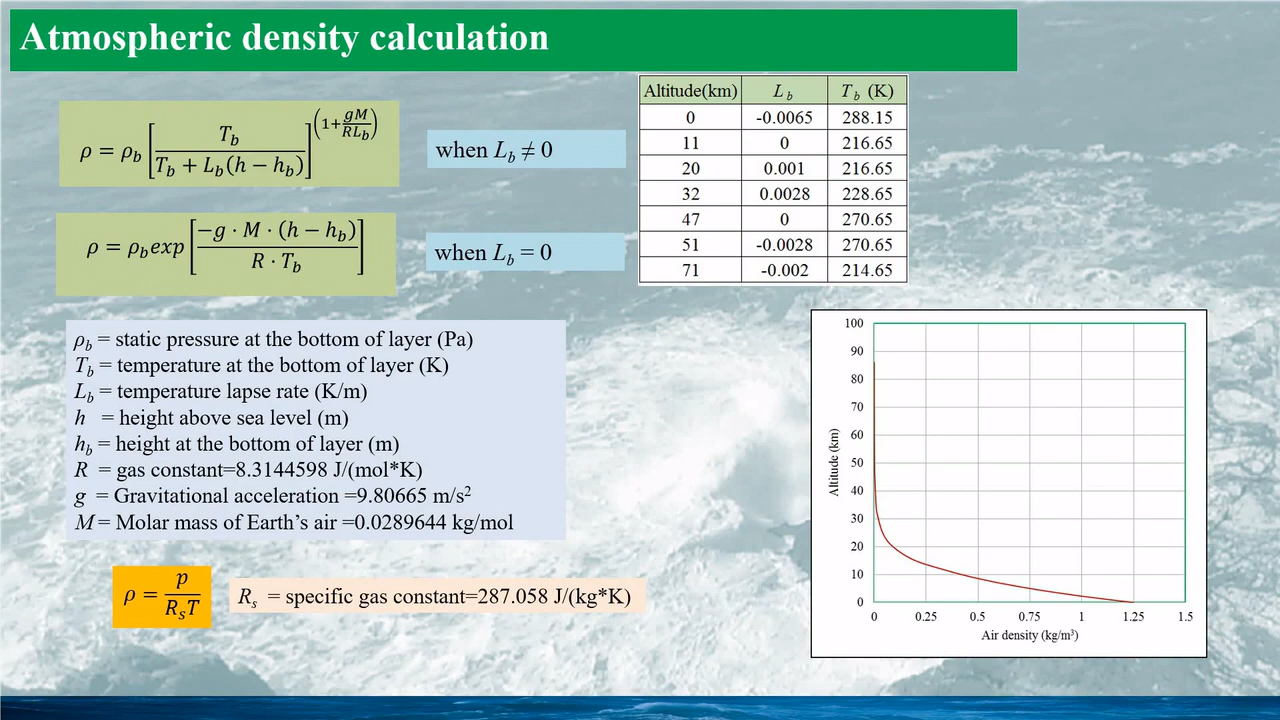 Atmospheric density calculation
ρ = ρ_b [T_b / (T_b + L_b(h − h_b))]^(1+gM/RL_b)
when L_b ≠ 0
ρ = ρ_b exp [−g · M · (h − h_b) / R · T_b]
when L_b = 0
Altitude(km) L_b T_b (K)
0 -0.0065 288.15
11 0 216.65
20 0.001 216.65
32 0.0028 228.65
47 0 270.65
51 -0.0028 270.65
71 -0.002 214.65
ρ_b = static pressure at the bottom of layer (Pa)
T_b = temperature at the bottom of layer (K)
L_b = temperature lapse rate (K/m)
h = height above sea level (m)
h_b = height at the bottom of layer (m)
R = gas constant=8.3144598 J/(mol*K)
g = Gravitational acceleration =9.80665 m/s²
M = Molar mass of Earth’s air =0.0289644 kg/mol
ρ = p / R_sT
R_s = specific gas constant=287.058 J/(kg*K)
100
90
80
70
60
50
40
30
20
10
0
Altitude (km)
0 0.25 0.5 0.75 1 1.25 1.5
Air density (kg/m³)